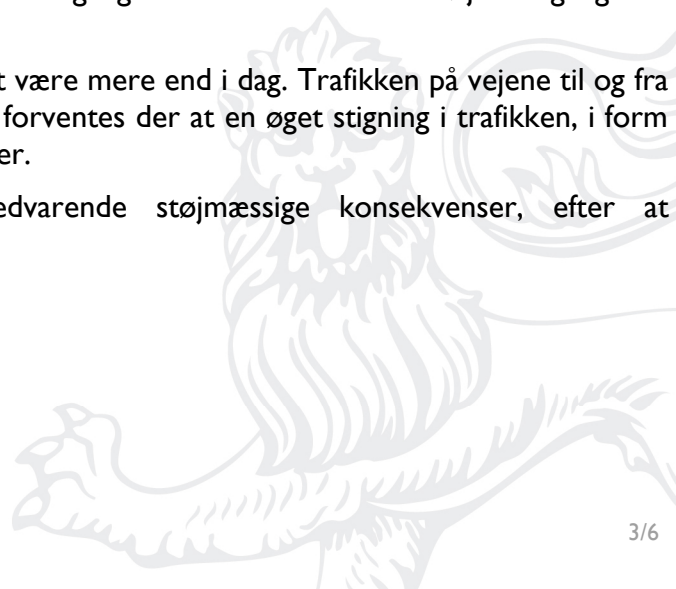 t være mere end i dag. Trafikken på vejene til og fra
forventes der at en øget stigning i trafikken, i form
er.
edvarende støjmæssige konsekvenser, efter at
3/6